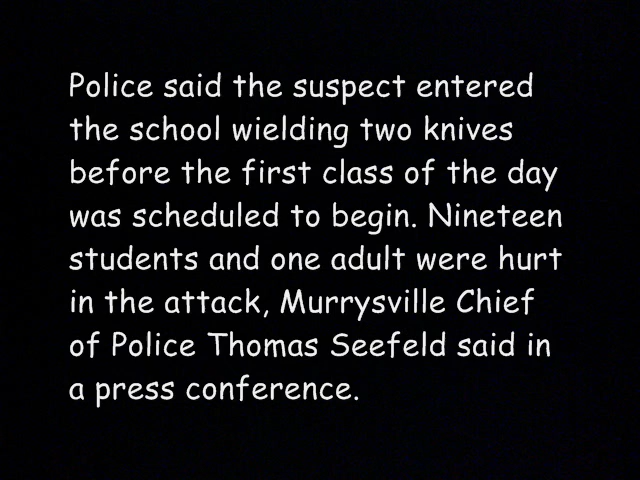 Police said the suspect entered
the school wielding two knives
before the first class of the day
was scheduled to begin. Nineteen
students and one adult were hurt
in the attack, Murrysville Chief
of Police Thomas Seefeld said in
a press conference.